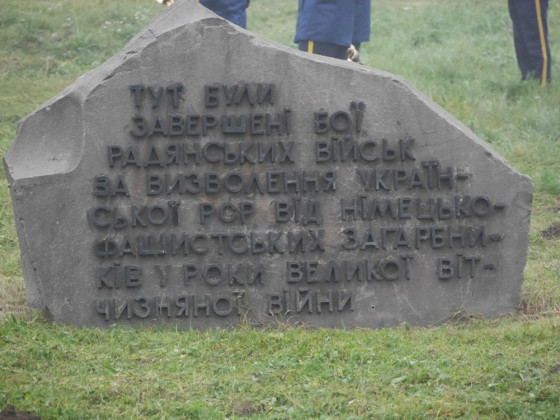 ТУТ БУЛИ
ЗАВЕРШЕНІ БОЇ
РАДЯНСЬКИХ ВІЙСЬК
ЗА ВИЗВОЛЕННЯ УКРАЇН-
СЬКОЇ РСР ВІД НІМЕЦЬКО-
ФАШИСТСЬКИХ ЗАГАРБНИ-
КІВ У РОКИ ВЕЛИКОЇ ВІТ-
ЧИЗНЯНОЇ ВІЙНИ